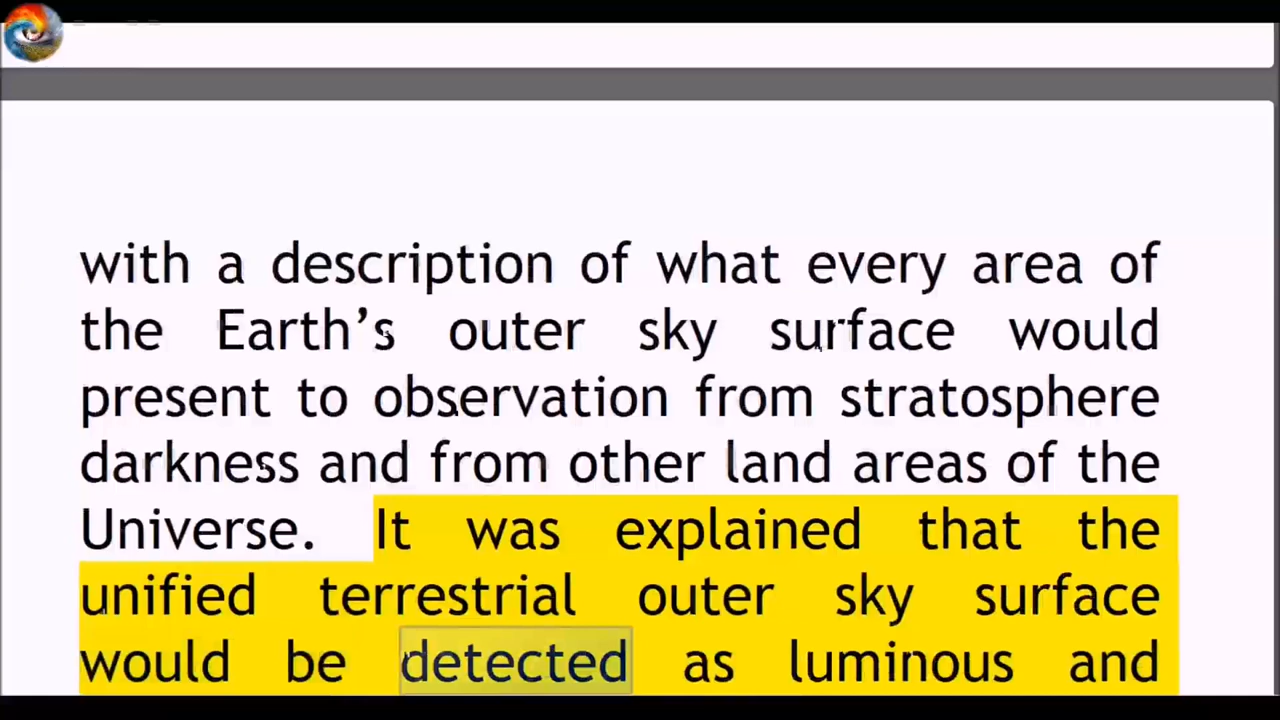 with a description of what every area of
the Earth’s outer sky surface would
present to observation from stratosphere
darkness and from other land areas of the
Universe. It was explained that the
unified terrestrial outer sky surface
would be detected as luminous and